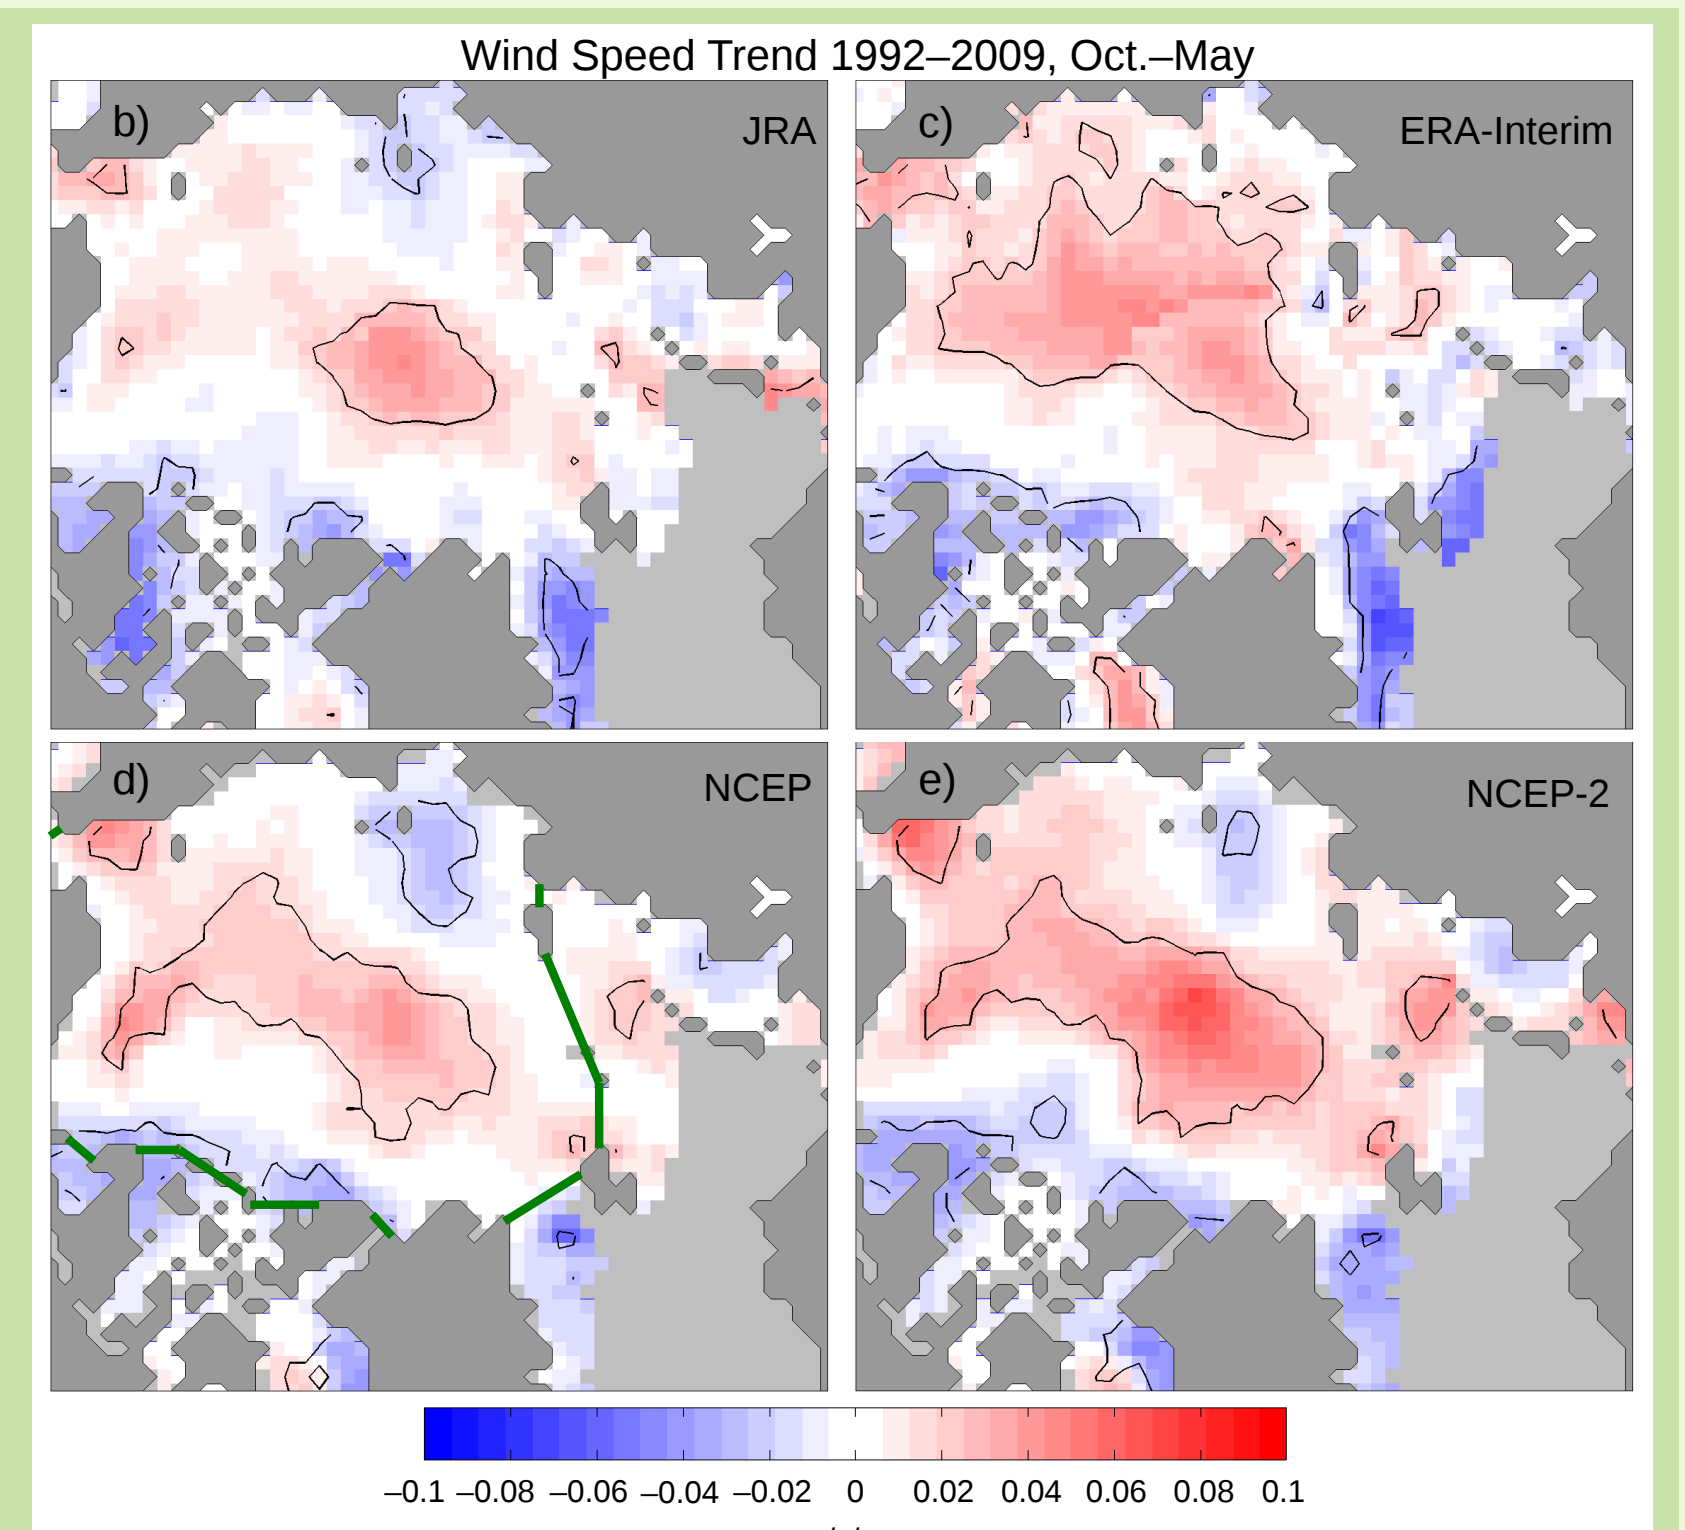 Wind Speed Trend 1992–2009, Oct.–May
b) JRA
c) ERA-Interim
d) NCEP
e) NCEP-2
–0.1 –0.08 –0.06 –0.04 –0.02 0 0.02 0.04 0.06 0.08 0.1